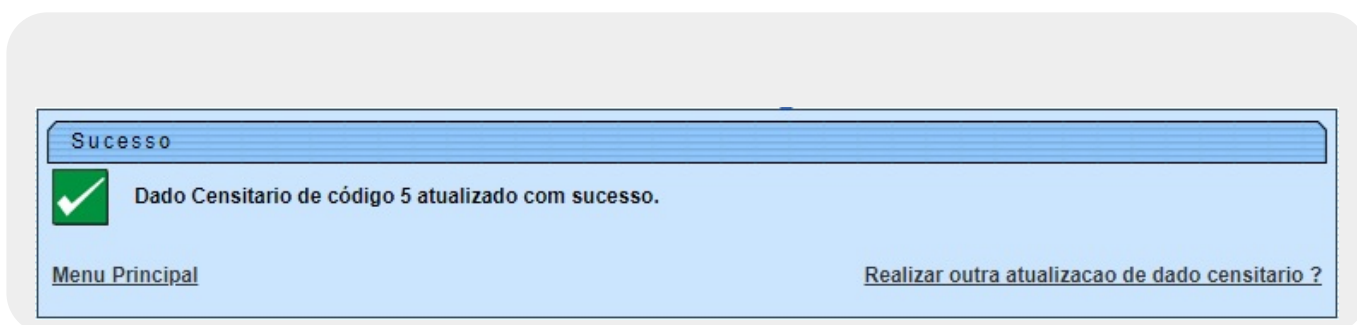 Sucesso
Dado Censitario de código 5 atualizado com sucesso.
Menu Principal
Realizar outra atualizacao de dado censitario ?